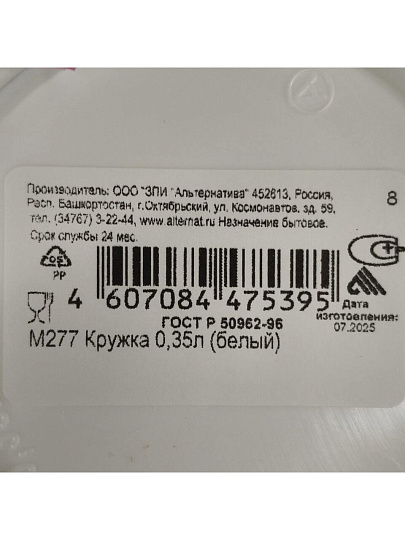 Производитель: ООО "ЗПИ "Альтернатива" 452613, Россия,
Респ. Башкортостан, г.Октябрьский, ул. Космонавтов, зд. 59,
тел. (34767) 3-22-44, www.alternat.ru Назначение бытовое.
Срок службы 24 мес.
8
05
PP
4 607084 475395
Дата
изготовления:
07.2025
ГОСТ Р 50962-96
М277 Кружка 0,35л (белый)